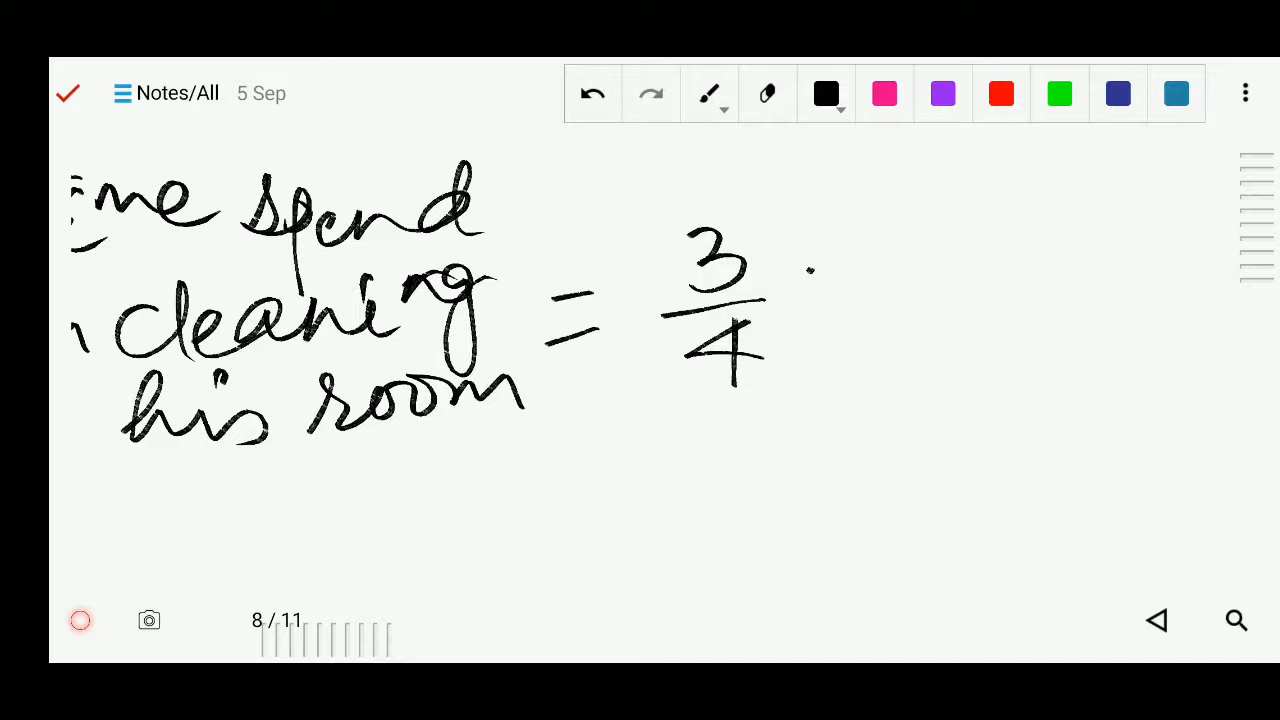 Notes/All 5 Sep
me spend
cleaning
his room
= 3/4
8/11